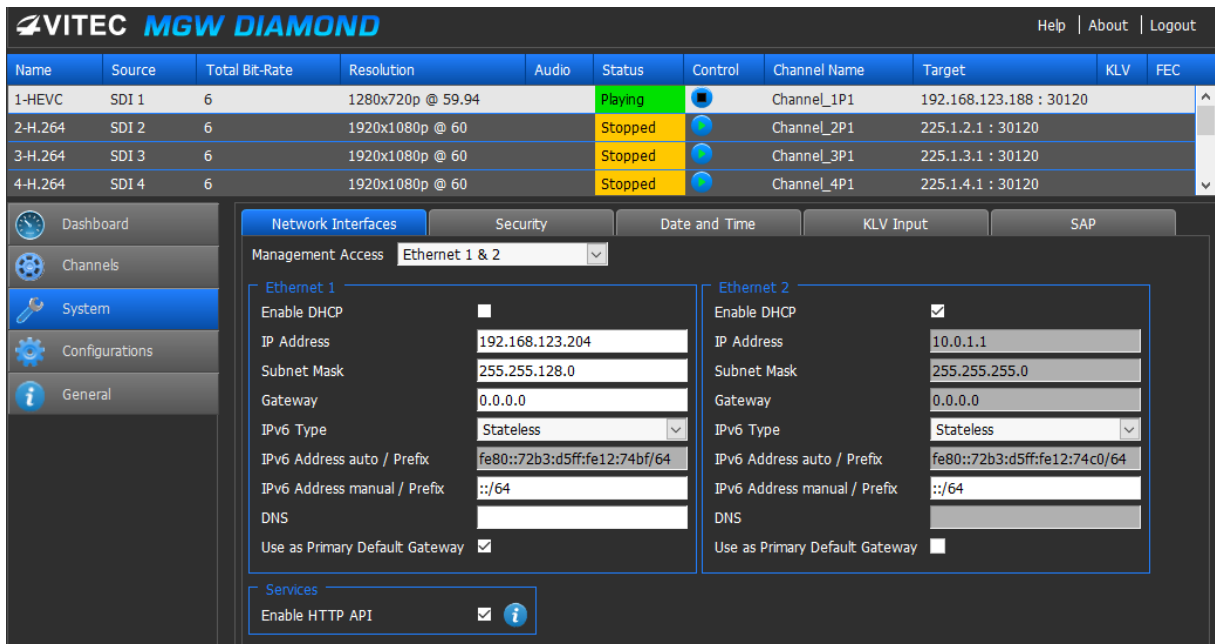 VITEC MGW DIAMOND Help | About | Logout
Name Source Total Bit-Rate Resolution Audio Status Control Channel Name Target KLV FEC
1-HEVC SDI 1 6 1280x720p @ 59.94 Playing Channel_1P1 192.168.123.188 : 30120
2-H.264 SDI 2 6 1920x1080p @ 60 Stopped Channel_2P1 225.1.2.1 : 30120
3-H.264 SDI 3 6 1920x1080p @ 60 Stopped Channel_3P1 225.1.3.1 : 30120
4-H.264 SDI 4 6 1920x1080p @ 60 Stopped Channel_4P1 225.1.4.1 : 30120
Dashboard
Channels
System
Configurations
General
Network Interfaces Security Date and Time KLV Input SAP
Management Access Ethernet 1 & 2
Ethernet 1
Enable DHCP
IP Address 192.168.123.204
Subnet Mask 255.255.128.0
Gateway 0.0.0.0
IPv6 Type Stateless
IPv6 Address auto / Prefix fe80::72b3:d5ff:fe12:74bf/64
IPv6 Address manual / Prefix ::/64
DNS
Use as Primary Default Gateway
Ethernet 2
Enable DHCP
IP Address 10.0.1.1
Subnet Mask 255.255.255.0
Gateway 0.0.0.0
IPv6 Type Stateless
IPv6 Address auto / Prefix fe80::72b3:d5ff:fe12:74c0/64
IPv6 Address manual / Prefix ::/64
DNS
Use as Primary Default Gateway
Services
Enable HTTP API